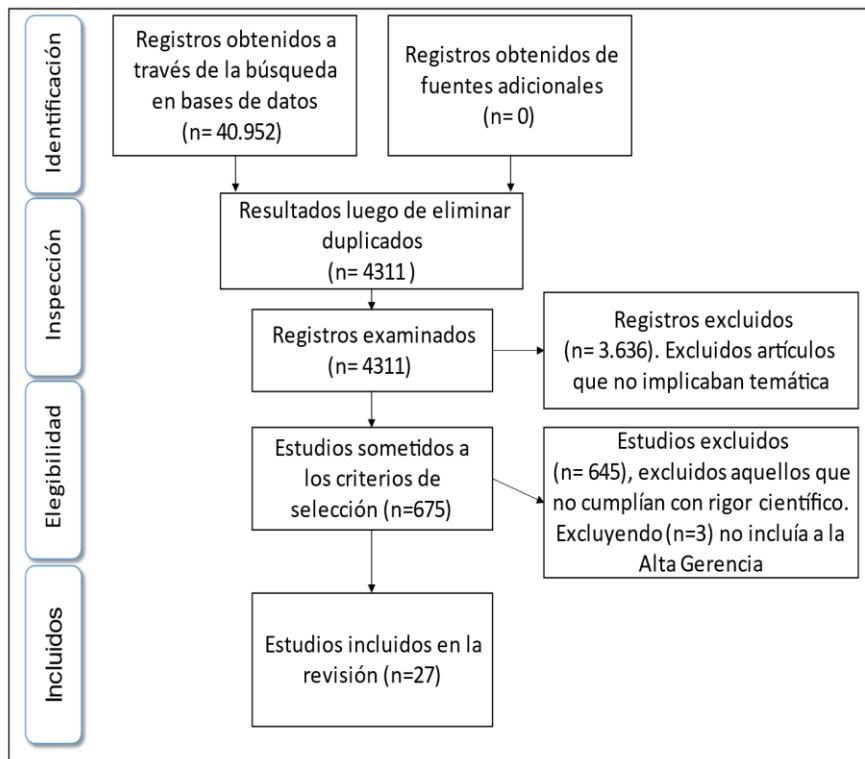 Identificación
Registros obtenidos a
través de la búsqueda
en bases de datos
(n= 40.952)
Registros obtenidos de
fuentes adicionales
(n= 0)
Inspección
Resultados luego de eliminar
duplicados
(n= 4311 )
Registros examinados
(n= 4311)
Registros excluidos
(n= 3.636). Excluidos artículos
que no implicaban temática
Elegibilidad
Estudios sometidos a
los criterios de
selección (n=675)
Estudios excluidos
(n= 645), excluidos aquellos que
no cumplían con rigor científico.
Excluyendo (n=3) no incluía a la
Alta Gerencia
Incluidos
Estudios incluidos en la
revisión (n=27)